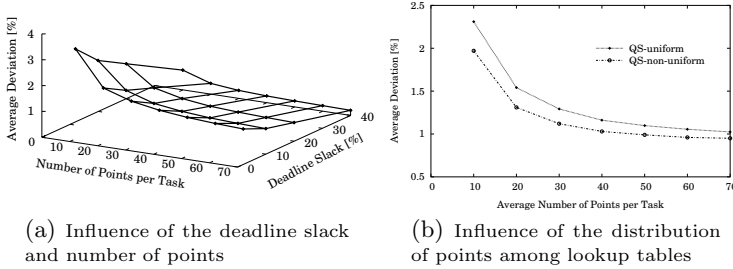 Average Deviation [%]
4
3
2
1
0
10
20
30
40
50
60
70
Number of Points per Task
0
10
20
30
40
Deadline Slack [%]
(a) Influence of the deadline slack
and number of points
Average Deviation [%]
2.5
2
1.5
1
0.5
QS-uniform
QS-non-uniform
0 10 20 30 40 50 60 70
Average Number of Points per Task
(b) Influence of the distribution
of points among lookup tables